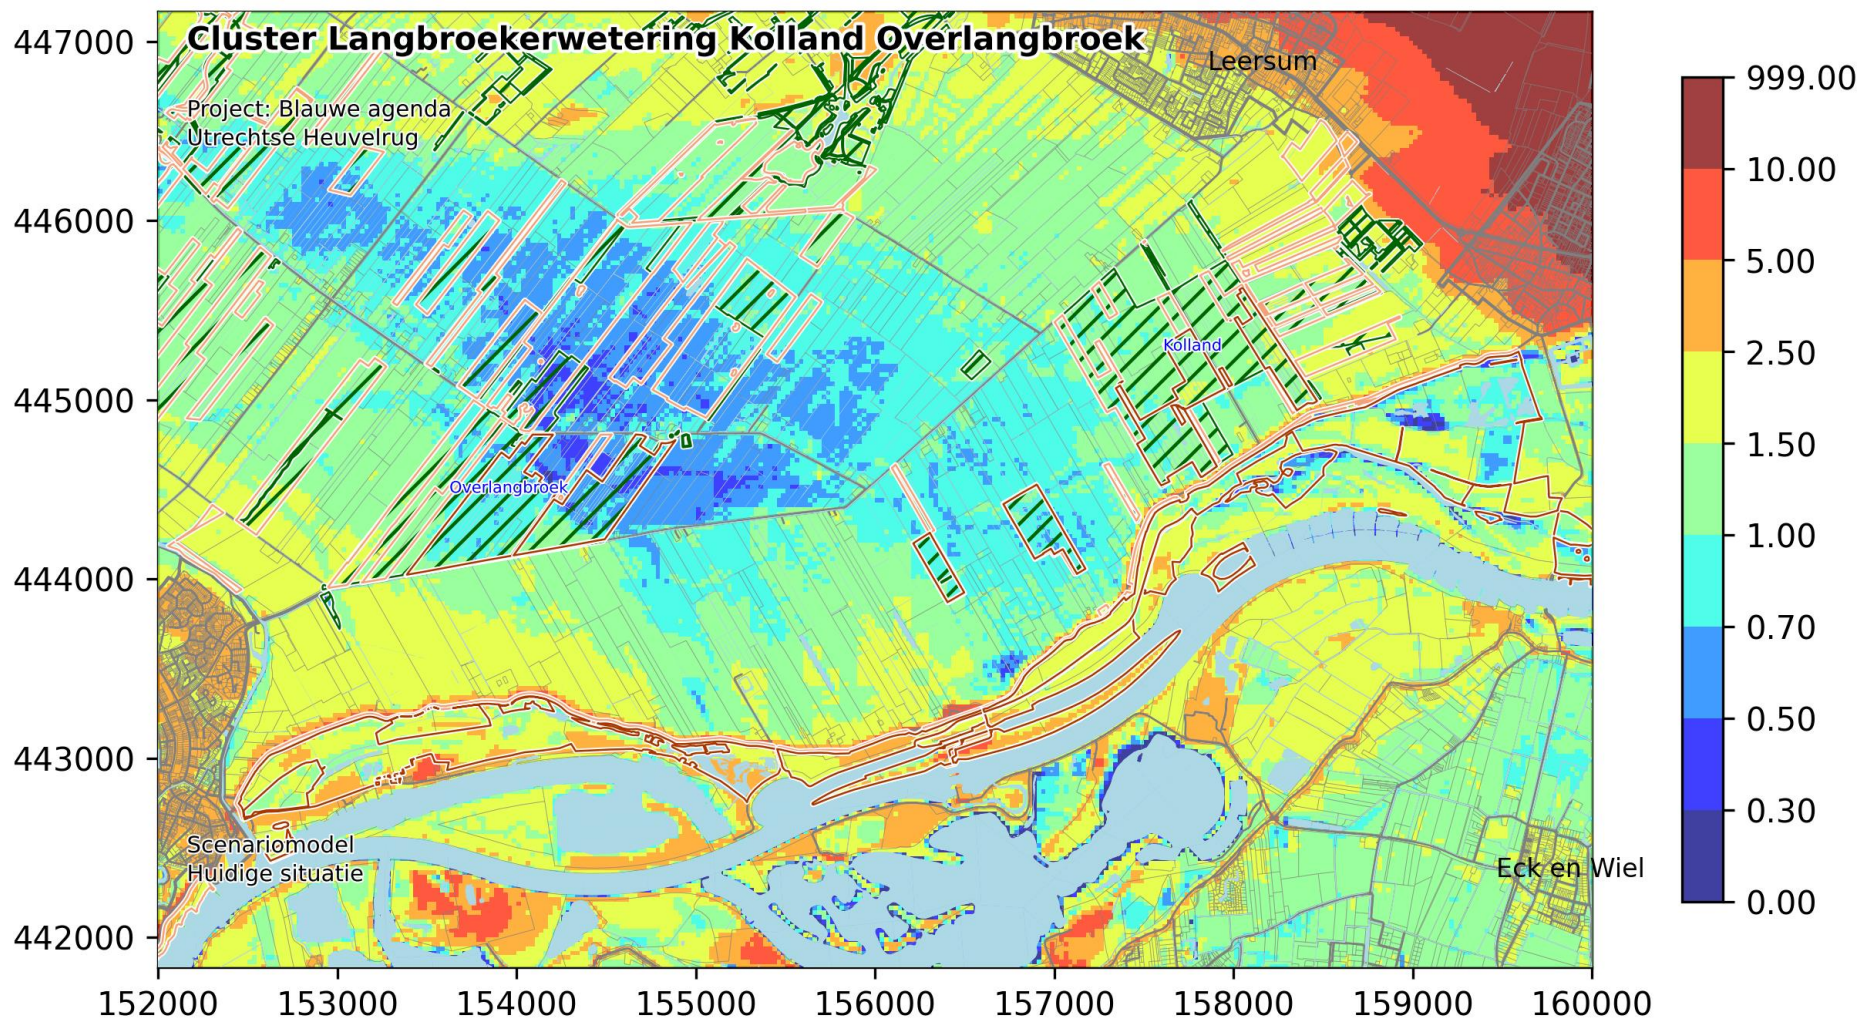 Cluster Langbroekerwetering Kolland Overlangbroek
Project: Blauwe agenda
Utrechtse Heuvelrug
Leersum
Kolland
Overlangbroek
Scenariomodel
Huidige situatie
Eck en Wiel
447000
446000
445000
444000
443000
442000
152000 153000 154000 155000 156000 157000 158000 159000 160000
999.00
10.00
5.00
2.50
1.50
1.00
0.70
0.50
0.30
0.00